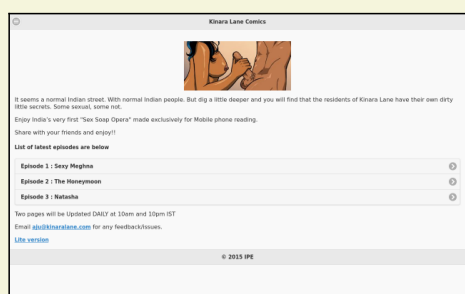 Kinara Lane Comics
It seems a normal Indian street. With normal Indian people. But dig a little deeper and you will find that the residents of Kinara Lane have their own dirty
little secrets. Some sexual, some not.
Enjoy India's very first "Sex Soap Opera" made exclusively for Mobile phone reading.
Share with your friends and enjoy!!
List of latest episodes are below
Episode 1 : Sexy Meghna
Episode 2 : The Honeymoon
Episode 3 : Natasha
Two pages will be Updated DAILY at 10am and 10pm IST
Email aju@kinaralane.com for any feedback/issues.
Lite version
© 2015 IPE